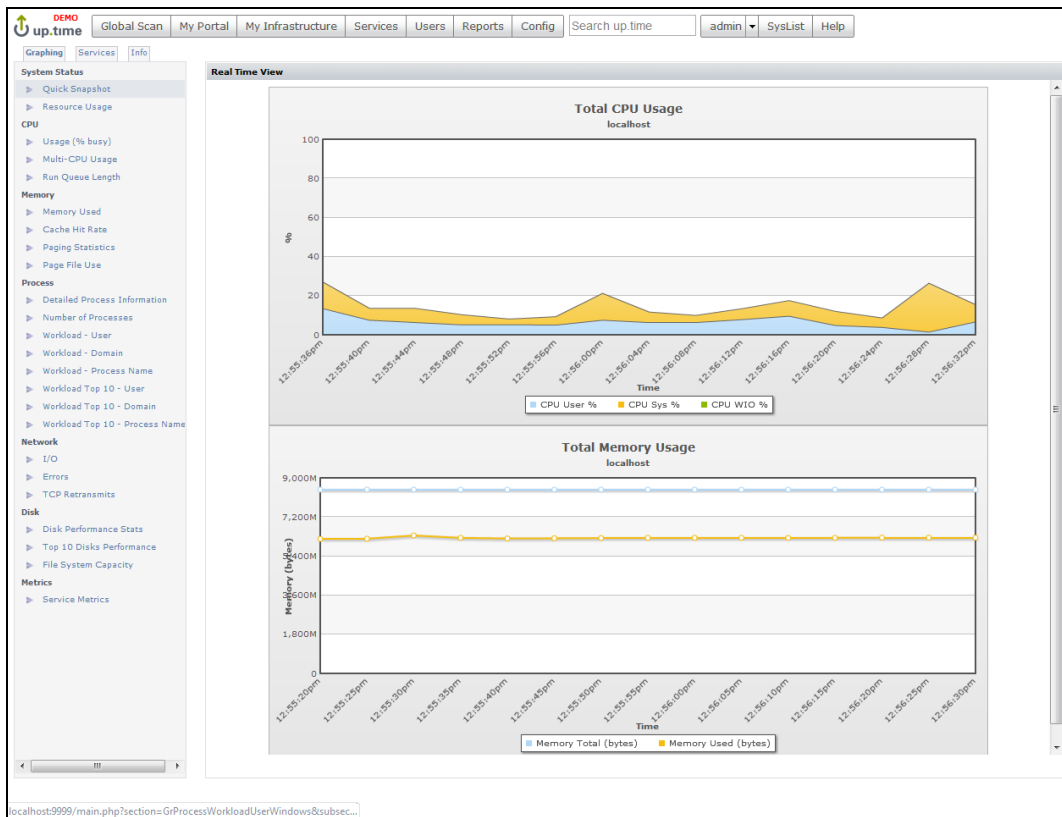 DEMO
up.time
Global Scan My Portal My Infrastructure Services Users Reports Config Search up.time admin SysList Help
Graphing Services Info
System Status
Quick Snapshot
Resource Usage
CPU
Usage (% busy)
Multi-CPU Usage
Run Queue Length
Memory
Memory Used
Cache Hit Rate
Paging Statistics
Page File Use
Process
Detailed Process Information
Number of Processes
Workload - User
Workload - Domain
Workload - Process Name
Workload Top 10 - User
Workload Top 10 - Domain
Workload Top 10 - Process Name
Network
I/O
Errors
TCP Retransmits
Disk
Disk Performance Stats
Top 10 Disks Performance
File System Capacity
Metrics
Service Metrics
Real Time View
Total CPU Usage
localhost
100
80
60
40
20
0
%
12:55:36pm 12:55:40pm 12:55:44pm 12:55:48pm 12:55:52pm 12:55:56pm 12:56:00pm 12:56:04pm 12:56:08pm 12:56:12pm 12:56:16pm 12:56:20pm 12:56:24pm 12:56:28pm 12:56:32pm
Time
CPU User % CPU Sys % CPU WIO %
Total Memory Usage
localhost
9,000M
7,200M
5,400M
3,600M
1,800M
0
Memory (bytes)
12:55:20pm 12:55:25pm 12:55:30pm 12:55:35pm 12:55:40pm 12:55:45pm 12:55:50pm 12:55:55pm 12:56:00pm 12:56:05pm 12:56:10pm 12:56:15pm 12:56:20pm 12:56:25pm 12:56:30pm
Time
Memory Total (bytes) Memory Used (bytes)
localhost:9999/main.php?section=GrProcessWorkloadUserWindows&subsec...